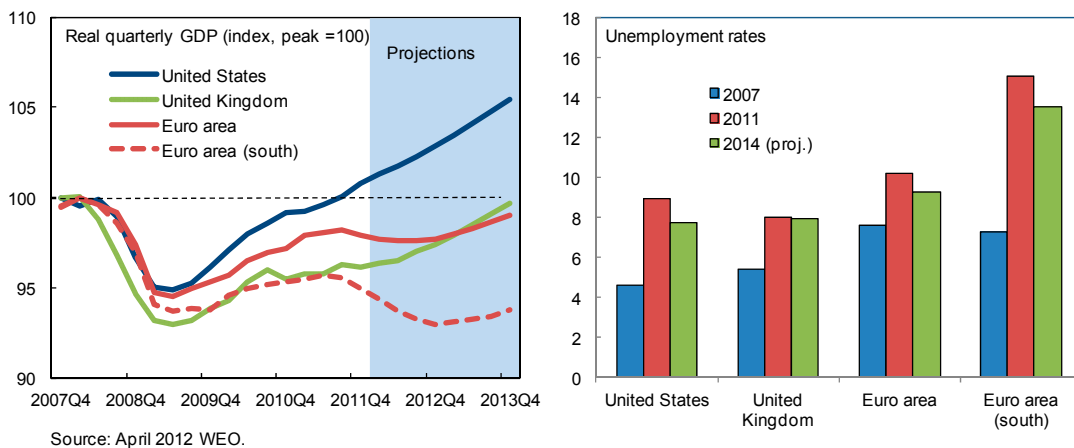 110
Real quarterly GDP (index, peak =100)
Projections
United States
United Kingdom
Euro area
Euro area (south)
105
100
95
90
2007Q4 2008Q4 2009Q4 2010Q4 2011Q4 2012Q4 2013Q4
Source: April 2012 WEO.
18
Unemployment rates
16
2007
2011
2014 (proj.)
14
12
10
8
6
4
2
0
United States
United
Kingdom
Euro area
Euro area
(south)